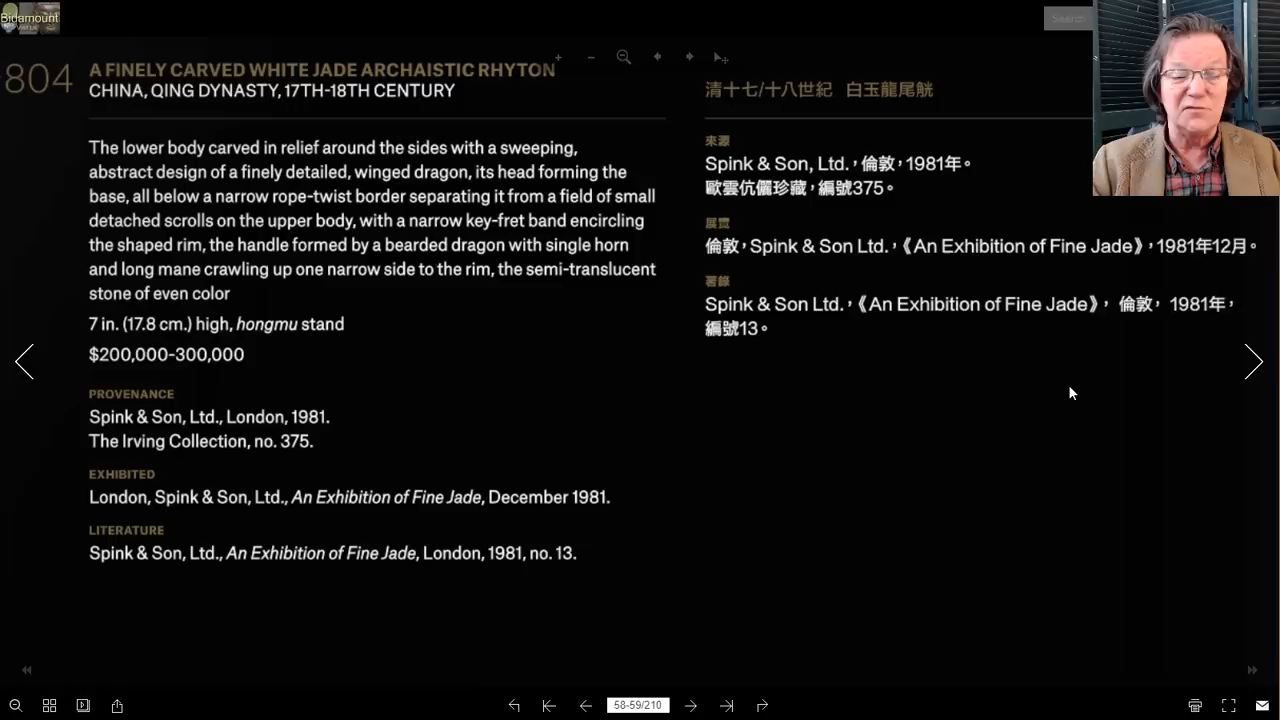 Bidamount
Search
804
A FINELY CARVED WHITE JADE ARCHAISTIC RHYTON
CHINA, QING DYNASTY, 17TH-18TH CENTURY
The lower body carved in relief around the sides with a sweeping,
abstract design of a finely detailed, winged dragon, its head forming the
base, all below a narrow rope-twist border separating it from a field of small
detached scrolls on the upper body, with a narrow key-fret band encircling
the shaped rim, the handle formed by a bearded dragon with single horn
and long mane crawling up one narrow side to the rim, the semi-translucent
stone of even color
7 in. (17.8 cm.) high, hongmu stand
$200,000-300,000
PROVENANCE
Spink & Son, Ltd., London, 1981.
The Irving Collection, no. 375.
EXHIBITED
London, Spink & Son, Ltd., An Exhibition of Fine Jade, December 1981.
LITERATURE
Spink & Son, Ltd., An Exhibition of Fine Jade, London, 1981, no. 13.
清十七/十八世紀 白玉龍尾觥
來源
Spink & Son, Ltd.，倫敦，1981年。
歐雲伉儷珍藏，編號375。
展覽
倫敦，Spink & Son Ltd.，《An Exhibition of Fine Jade》，1981年12月。
著錄
Spink & Son Ltd.，《An Exhibition of Fine Jade》， 倫敦， 1981年，
編號13。
58-59/210